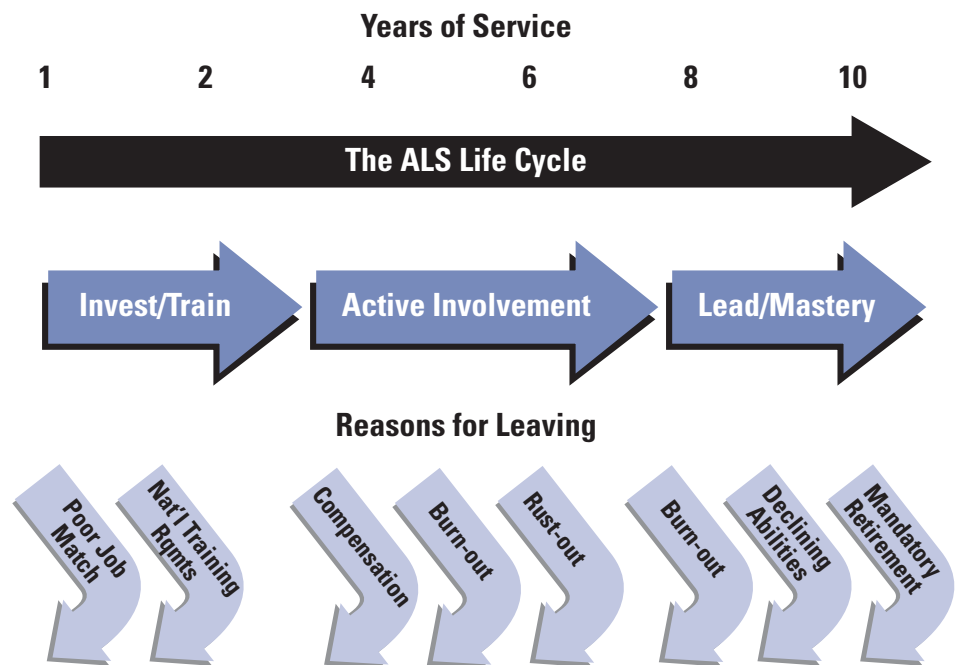 Years of Service
1 2 4 6 8 10
The ALS Life Cycle
Invest/Train Active Involvement Lead/Mastery
Reasons for Leaving
Poor Job
Match
Nat'l Training
Rqmts
Compensation
Burn-out
Rust-out
Burn-out
Declining
Abilities
Mandatory
Retirement